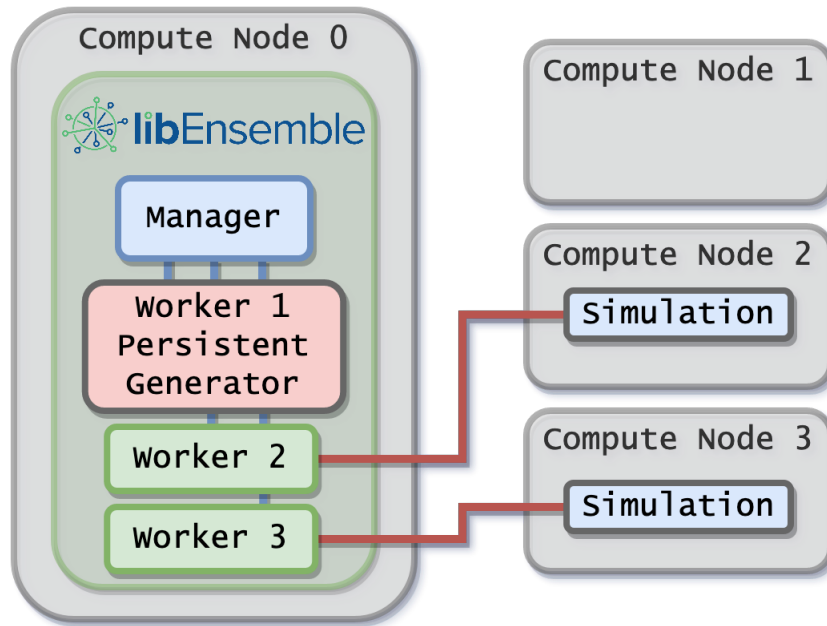 Compute Node 0
libEnsemble
Manager
Worker 1
Persistent
Generator
Worker 2
Worker 3
Compute Node 1
Compute Node 2
Simulation
Compute Node 3
Simulation